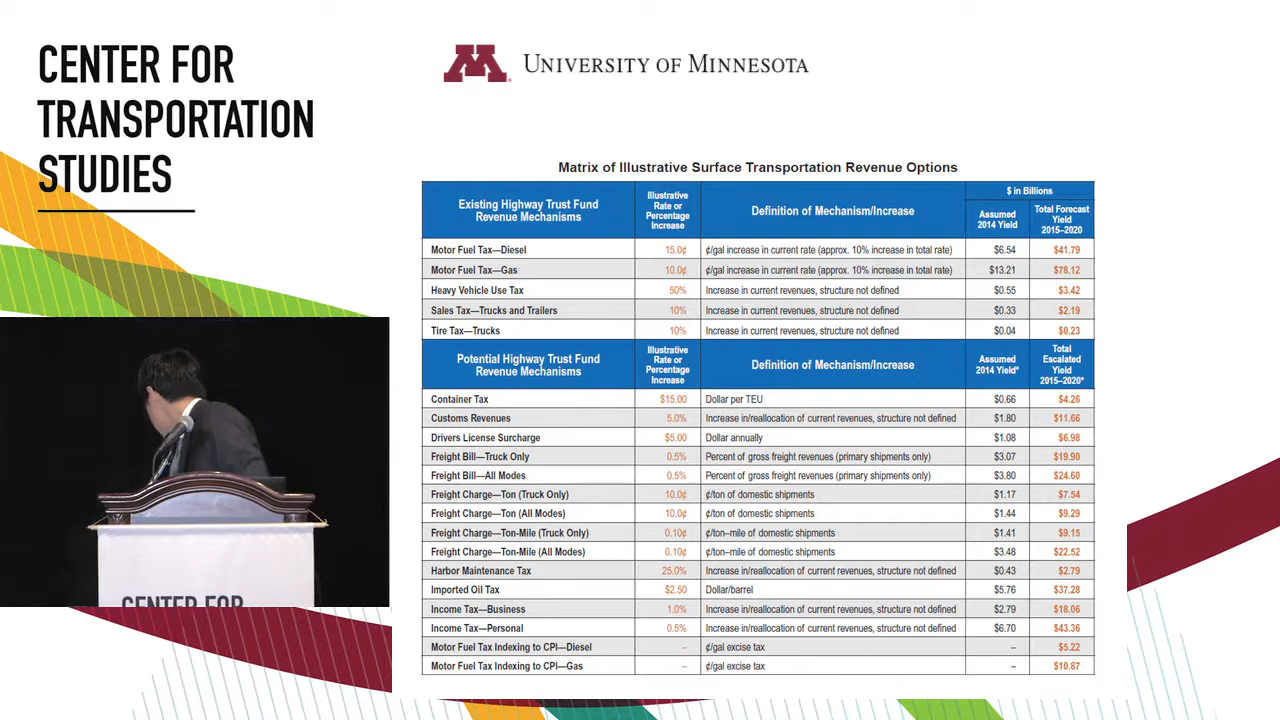 CENTER FOR
TRANSPORTATION
STUDIES
M
UNIVERSITY OF MINNESOTA
Matrix of Illustrative Surface Transportation Revenue Options
Existing Highway Trust Fund Revenue Mechanisms | Illustrative Rate or Percentage Increase | Definition of Mechanism/Increase | $ in Billions | Assumed 2014 Yield | Total Forecast Yield 2015–2020
Motor Fuel Tax—Diesel | 15.0¢ | ¢/gal increase in current rate (approx. 10% increase in total rate) | $6.54 | $41.79
Motor Fuel Tax—Gas | 10.0¢ | ¢/gal increase in current rate (approx. 10% increase in total rate) | $13.21 | $78.12
Heavy Vehicle Use Tax | 50% | Increase in current revenues, structure not defined | $0.55 | $3.42
Sales Tax—Trucks and Trailers | 10% | Increase in current revenues, structure not defined | $0.33 | $2.19
Tire Tax—Trucks | 10% | Increase in current revenues, structure not defined | $0.04 | $0.23
Potential Highway Trust Fund Revenue Mechanisms | Illustrative Rate or Percentage Increase | Definition of Mechanism/Increase | Assumed 2014 Yield* | Total Escalated Yield 2015–2020*
Container Tax | $15.00 | Dollar per TEU | $0.66 | $4.26
Customs Revenues | 5.0% | Increase in/reallocation of current revenues, structure not defined | $1.80 | $11.66
Drivers License Surcharge | $5.00 | Dollar annually | $1.08 | $6.98
Freight Bill—Truck Only | 0.5% | Percent of gross freight revenues (primary shipments only) | $3.07 | $19.90
Freight Bill—All Modes | 0.5% | Percent of gross freight revenues (primary shipments only) | $3.80 | $24.60
Freight Charge—Ton (Truck Only) | 10.0¢ | ¢/ton of domestic shipments | $1.17 | $7.54
Freight Charge—Ton (All Modes) | 10.0¢ | ¢/ton of domestic shipments | $1.44 | $9.29
Freight Charge—Ton-Mile (Truck Only) | 0.10¢ | ¢/ton–mile of domestic shipments | $1.41 | $9.15
Freight Charge—Ton-Mile (All Modes) | 0.10¢ | ¢/ton–mile of domestic shipments | $3.48 | $22.52
Harbor Maintenance Tax | 25.0% | Increase in/reallocation of current revenues, structure not defined | $0.43 | $2.79
Imported Oil Tax | $2.50 | Dollar/barrel | $5.76 | $37.28
Income Tax—Business | 1.0% | Increase in/reallocation of current revenues, structure not defined | $2.79 | $18.06
Income Tax—Personal | 0.5% | Increase in/reallocation of current revenues, structure not defined | $6.70 | $43.36
Motor Fuel Tax Indexing to CPI—Diesel | – | ¢/gal excise tax | – | $5.22
Motor Fuel Tax Indexing to CPI—Gas | – | ¢/gal excise tax | – | $10.87
CENTER FOR